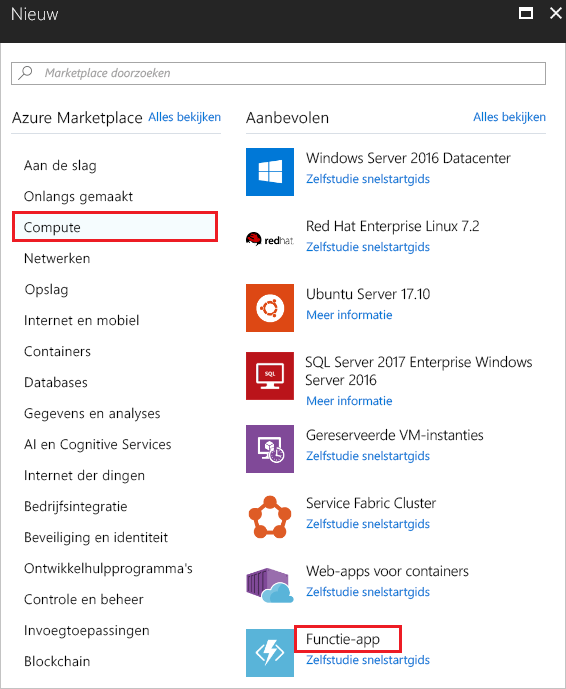 Nieuw
Marketplace doorzoeken
Azure Marketplace Alles bekijken
Aan de slag
Onlangs gemaakt
Compute
Netwerken
Opslag
Internet en mobiel
Containers
Databases
Gegevens en analyses
AI en Cognitive Services
Internet der dingen
Bedrijfsintegratie
Beveiliging en identiteit
Ontwikkelhulpprogramma's
Controle en beheer
Invoegtoepassingen
Blockchain
Aanbevolen Alles bekijken
Windows Server 2016 Datacenter
Zelfstudie snelstartgids
redhat
Red Hat Enterprise Linux 7.2
Zelfstudie snelstartgids
Ubuntu Server 17.10
Meer informatie
SQL
SQL Server 2017 Enterprise Windows
Server 2016
Meer informatie
Gereserveerde VM-instanties
Zelfstudie snelstartgids
Service Fabric Cluster
Zelfstudie snelstartgids
Web-apps voor containers
Zelfstudie snelstartgids
Functie-app
Zelfstudie snelstartgids